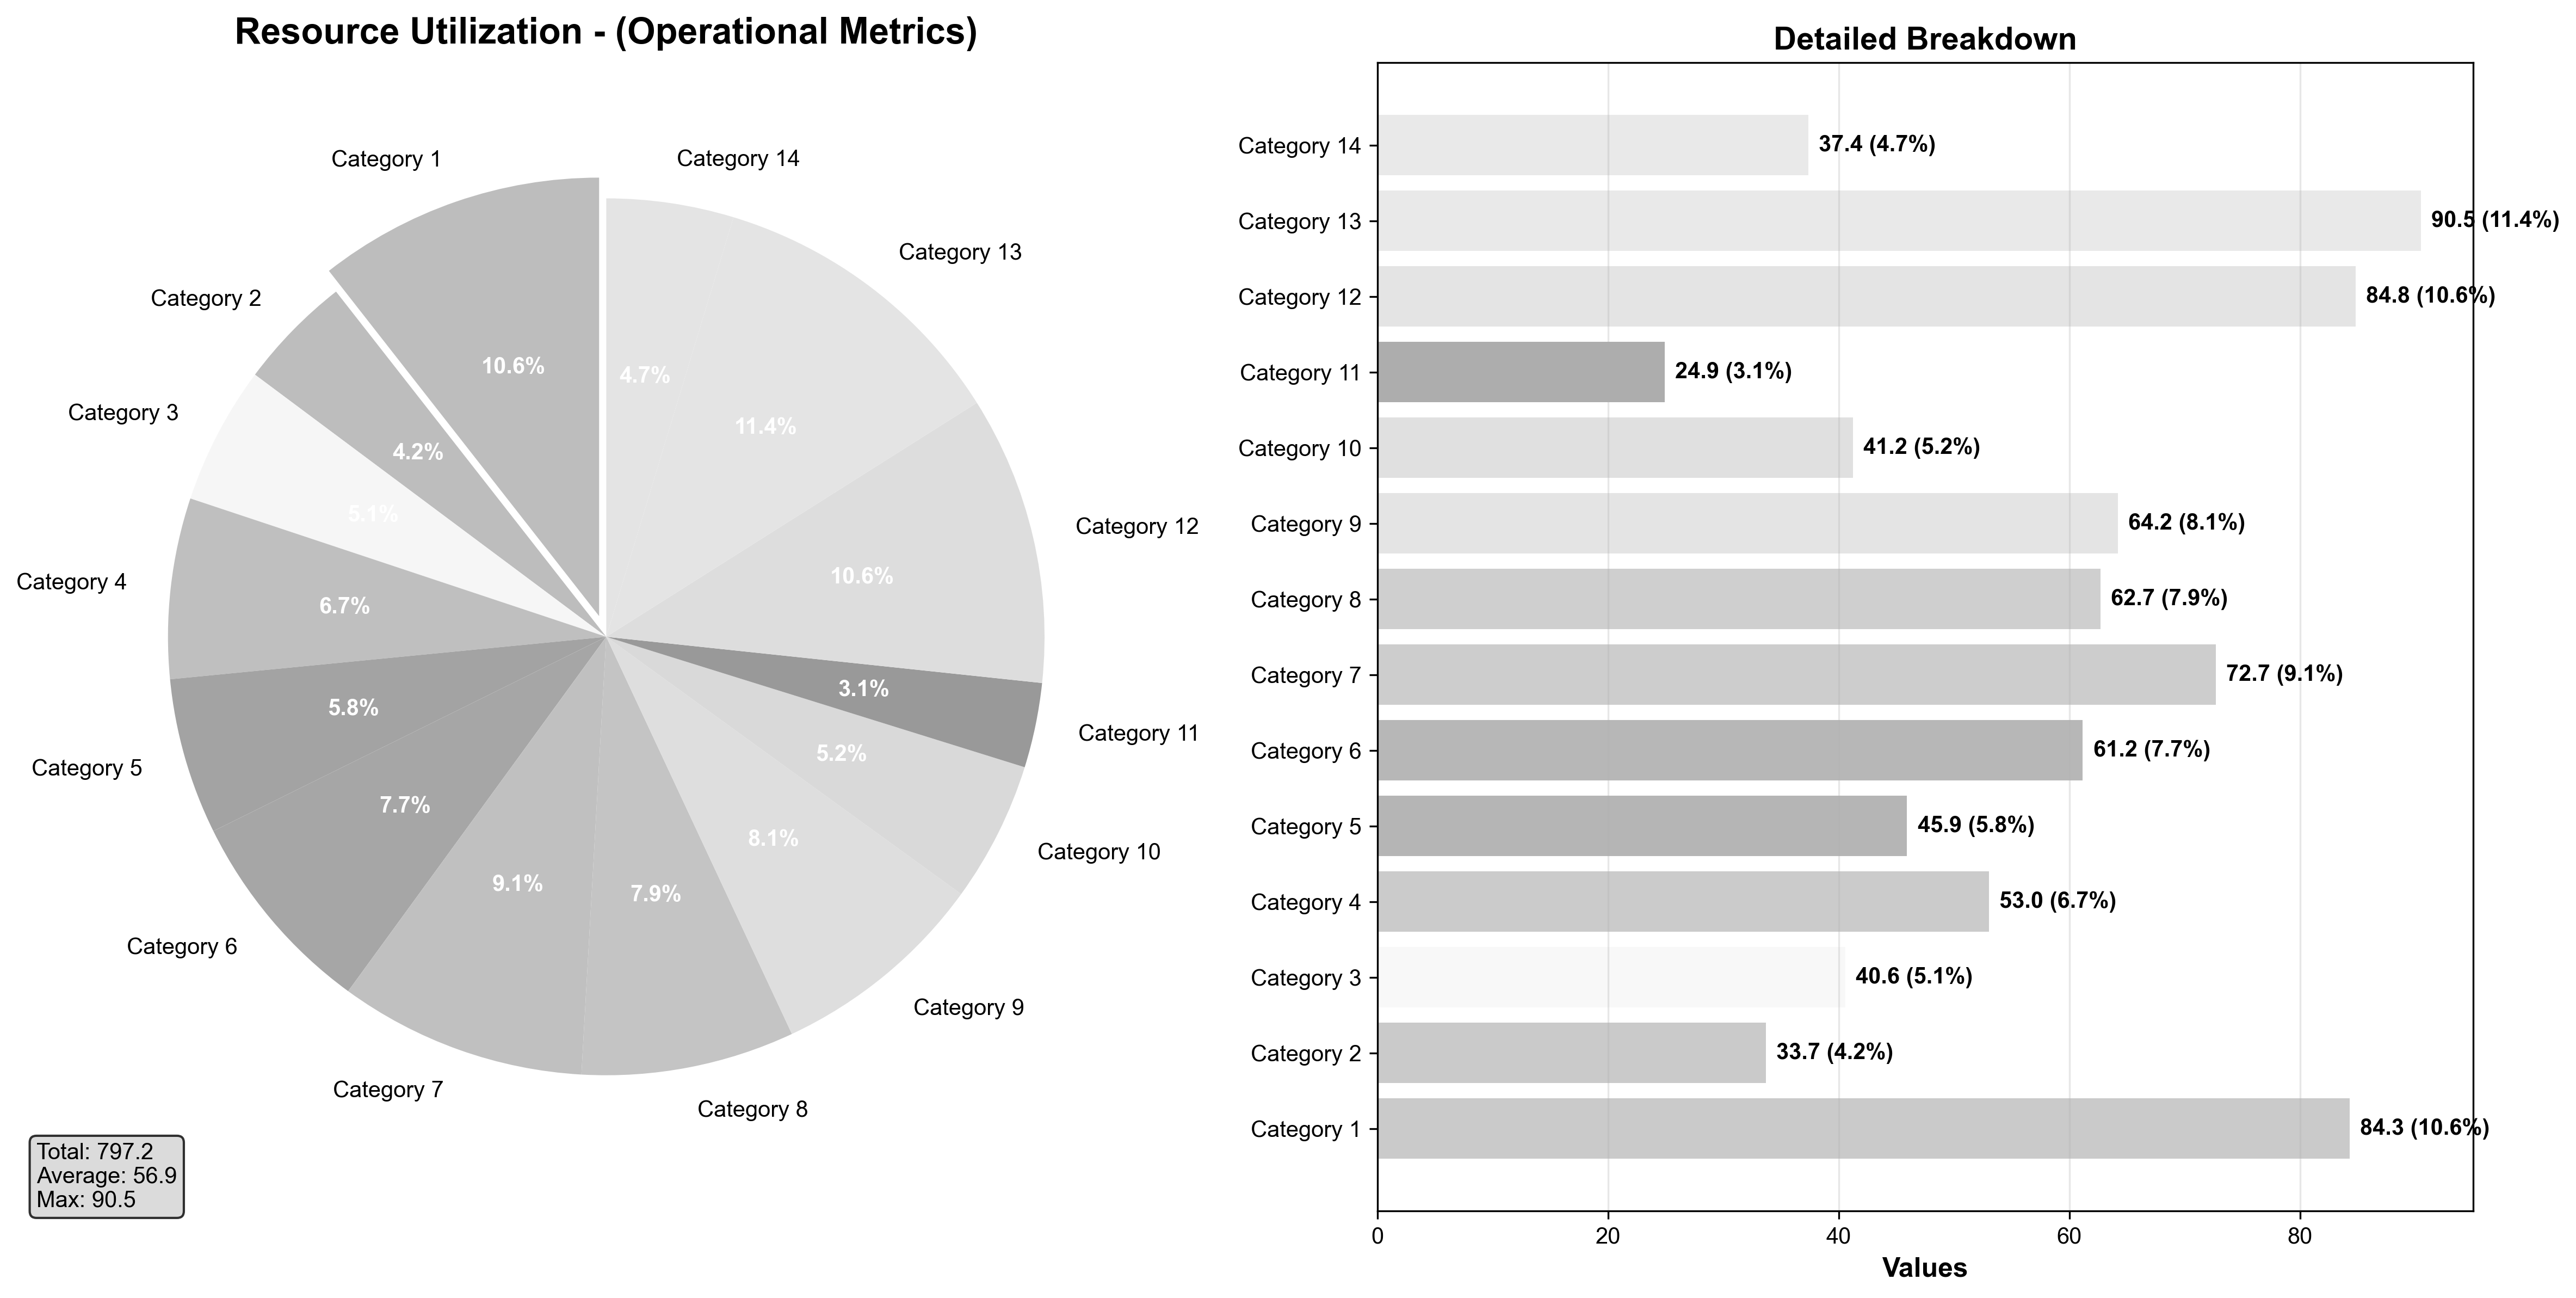 Resource Utilization - (Operational Metrics)
Category 1
Category 14
Category 13
Category 2
Category 3
Category 12
Category 4
Category 11
Category 5
Category 10
Category 6
Category 9
Category 7
Category 8
10.6%
4.7%
11.4%
4.2%
5.1%
10.6%
6.7%
3.1%
5.8%
5.2%
7.7%
8.1%
9.1%
7.9%
Total: 797.2
Average: 56.9
Max: 90.5
Detailed Breakdown
Category 14 37.4 (4.7%)
Category 13 90.5 (11.4%)
Category 12 84.8 (10.6%)
Category 11 24.9 (3.1%)
Category 10 41.2 (5.2%)
Category 9 64.2 (8.1%)
Category 8 62.7 (7.9%)
Category 7 72.7 (9.1%)
Category 6 61.2 (7.7%)
Category 5 45.9 (5.8%)
Category 4 53.0 (6.7%)
Category 3 40.6 (5.1%)
Category 2 33.7 (4.2%)
Category 1 84.3 (10.6%)
0 20 40 60 80
Values